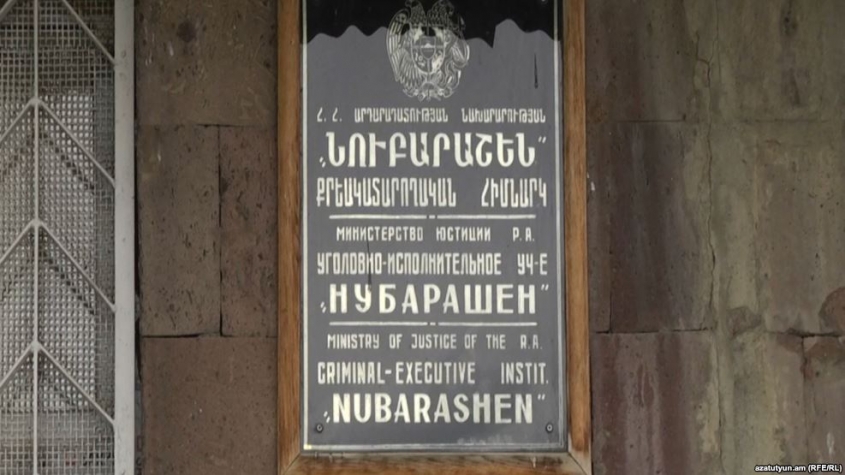 Հ. Հ. ԱՐԴԱՐԱԴԱՏՈՒԹՅԱՆ ՆԱԽԱՐԱՐՈՒԹՅԱՆ
„ՆՈՒԲԱՐԱՇԵՆ”
ՔՐԵԱԿԱՏԱՐՈՂԱԿԱՆ ՀԻՄՆԱՐԿ
МИНИСТЕРСТВО ЮСТИЦИИ Р.А.
УГОЛОВНО-ИСПОЛНИТЕЛЬНОЕ УЧ-Е
„НУБАРАШЕН”
MINISTRY OF JUSTICE OF THE R.A.
CRIMINAL-EXECUTIVE INSTIT.
„NUBARASHEN”
azatutyun.am (RFE/RL)